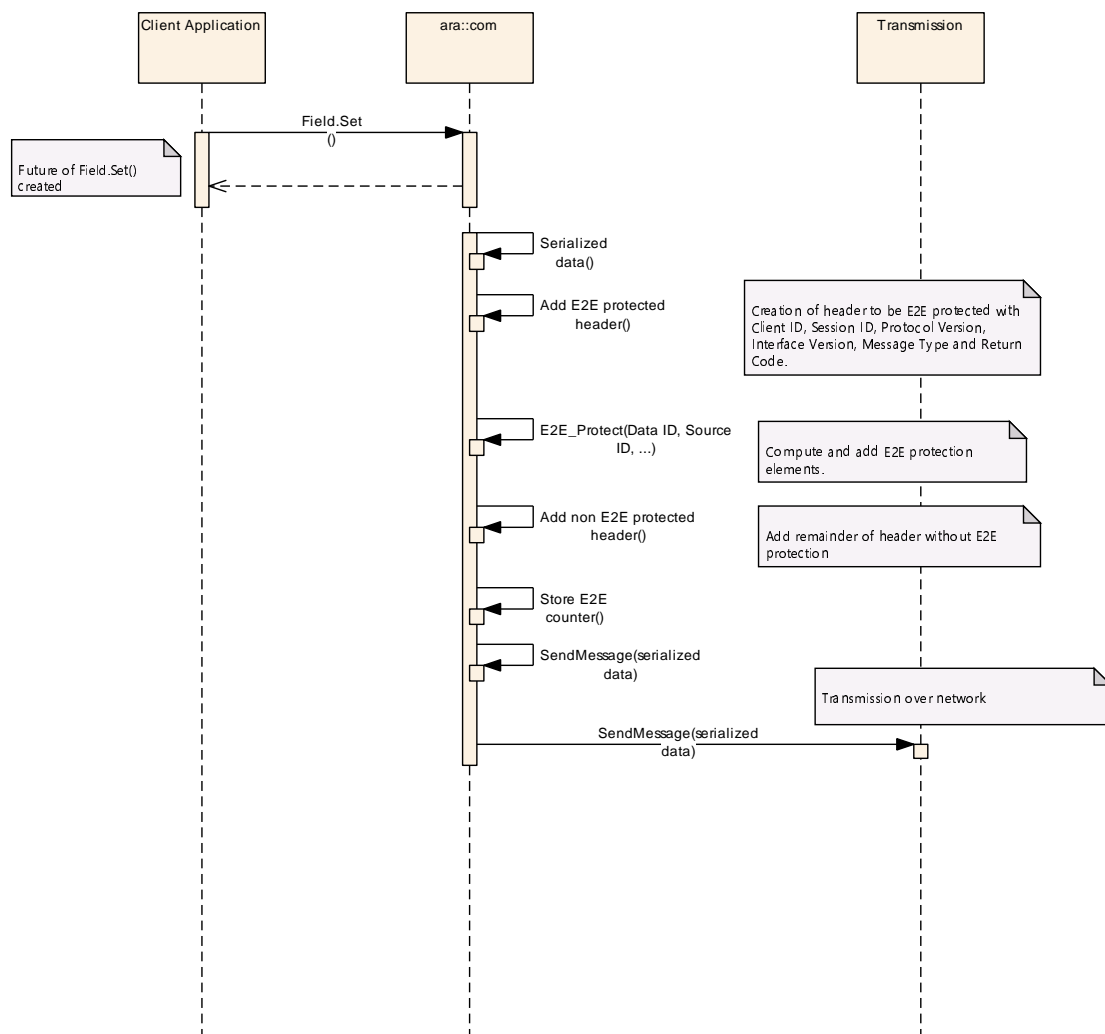 Client Application
ara::com
Transmission
Field.Set
()
Future of Field.Set()
created
Serialized
data()
Add E2E protected
header()
Creation of header to be E2E protected with
Client ID, Session ID, Protocol Version,
Interface Version, Message Type and Return
Code.
E2E_Protect(Data ID, Source
ID, ...)
Compute and add E2E protection
elements.
Add non E2E protected
header()
Add remainder of header without E2E
protection
Store E2E
counter()
SendMessage(serialized
data)
Transmission over network
SendMessage(serialized
data)